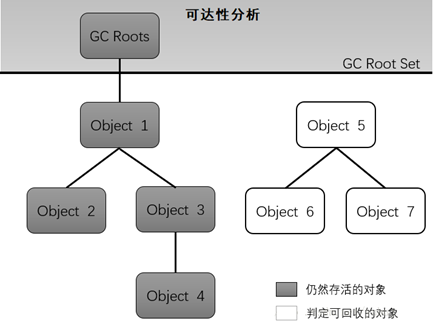 可达性分析
GC Roots
GC Root Set
Object 1
Object 5
Object 2
Object 3
Object 6
Object 7
Object 4
仍然存活的对象
判定可回收的对象